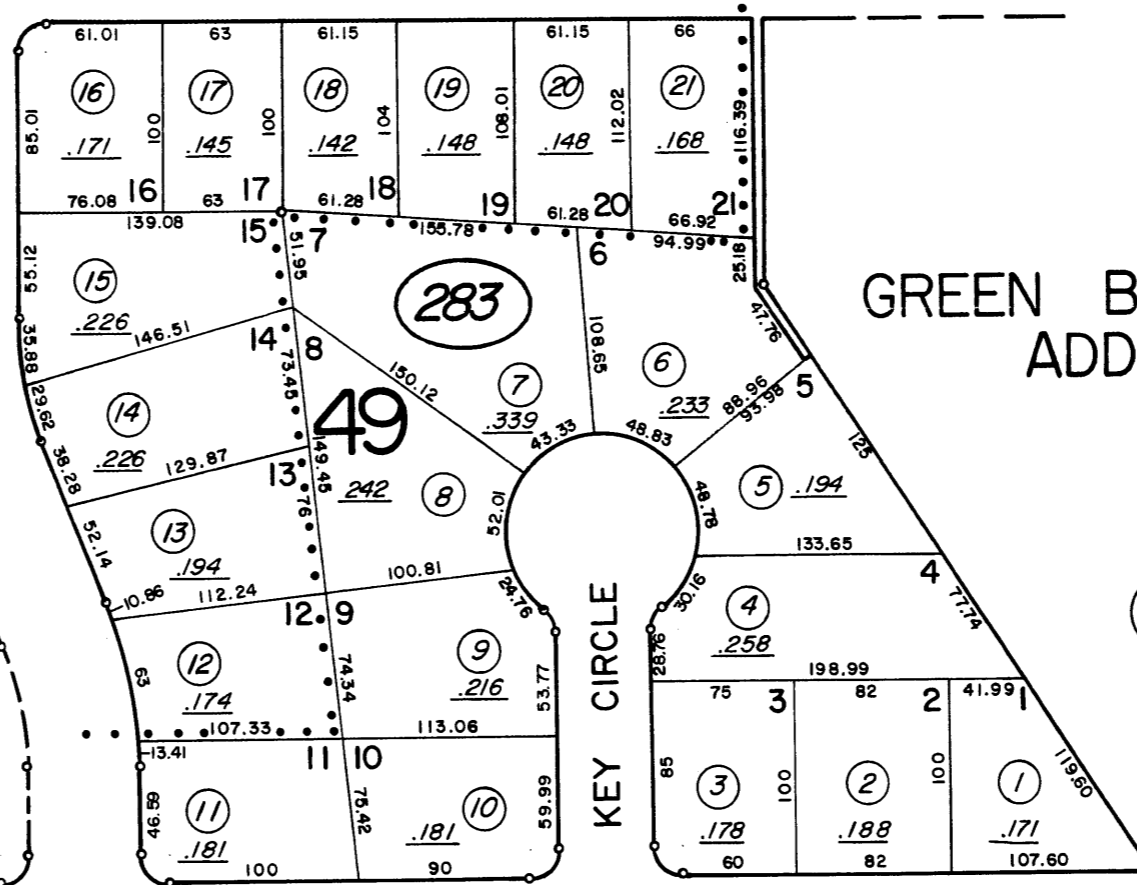 61.01 63 61.15 61.15 66
16 17 18 19 20 21
85.01 100 100 104 108.01 112.02 116.39
.171 .145 .142 .148 .148 .168
76.08 16 63 17 61.28 18 19 61.28 20 66.92 21
139.08 15 7 155.78 6 94.99 25.18
55.12 15 51.95 283
.226 146.51 14 8 108.65 47.76
GREEN B
ADD
35.88 29.62 14 73.45 150.12 7 6 88.96 5
.226 49 .339 .233 93.98
38.28 129.87 149.45 43.33 48.83 125
13 76 .242 8 52.01 48.78 5 .194
52.14 13 133.65
.194 100.81 4
10.86 112.24 12 9 24.76 30.16 4 77.74
KEY CIRCLE
63 12 74.34 9 53.77 28.76 .258
.174 .216 198.99
107.33 113.06 75 3 82 2 41.99 1
13.41 11 10
46.59 11 75.42 10 59.99 85 3 100 2 100 1 119.60
.181 .181 .178 .188 .171
100 90 60 82 107.60